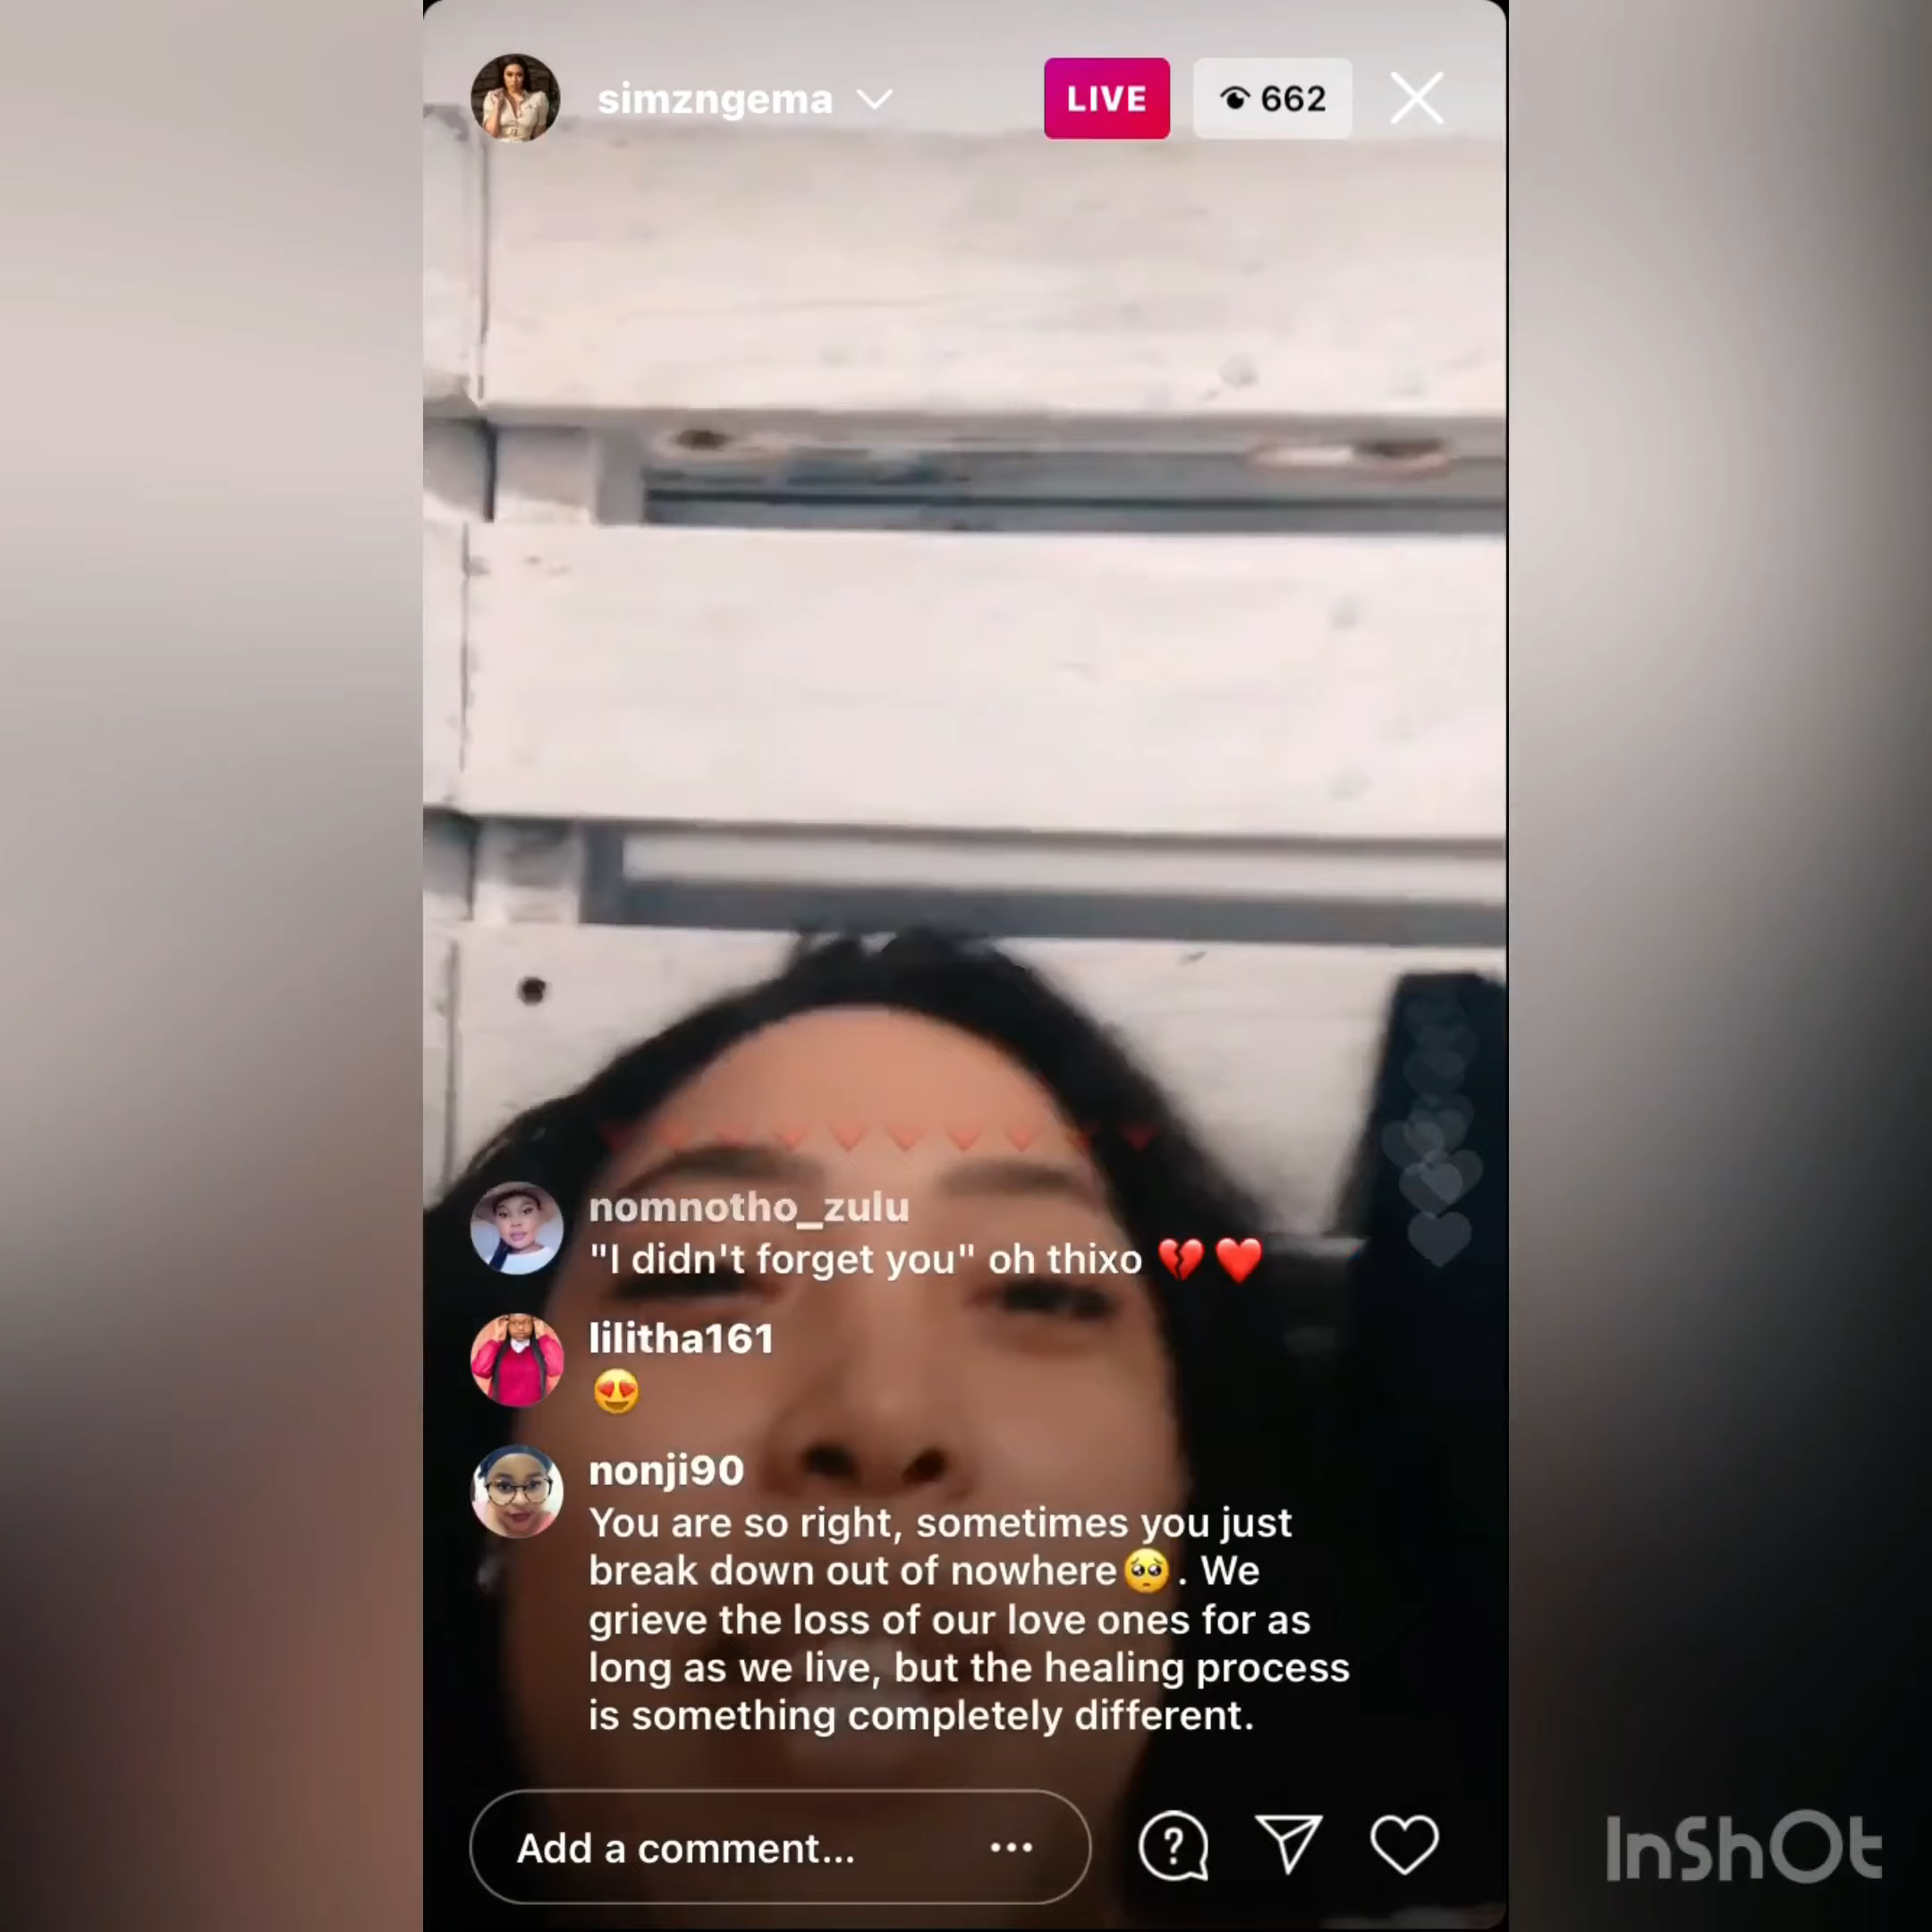 simzngema
LIVE
662
nomnotho_zulu
"I didn't forget you" oh thixo 💔 ❤️
lilitha161
😍
nonji90
You are so right, sometimes you just
break down out of nowhere🥺. We
grieve the loss of our love ones for as
long as we live, but the healing process
is something completely different.
Add a comment...
InShOt